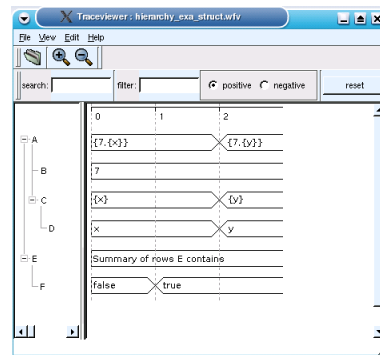 Traceviewer : hierarchy_exa_struct.wfv
File View Edit Help
search: filter: positive negative reset
0 1 2
A {7.{x}} {7.{y}}
B 7
C {x} {y}
D x y
E Summary of rows E contains
F false true